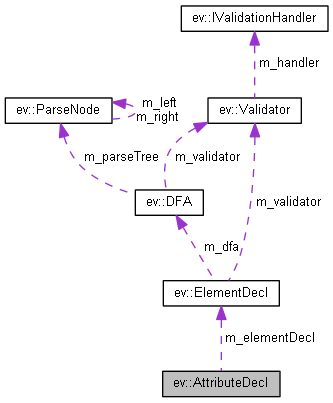 ev::IValidationHandler
m_handler
ev::ParseNode
m_left
m_right
ev::Validator
m_parseTree
m_validator
m_validator
ev::DFA
m_dfa
ev::ElementDecl
m_elementDecl
ev::AttributeDecl